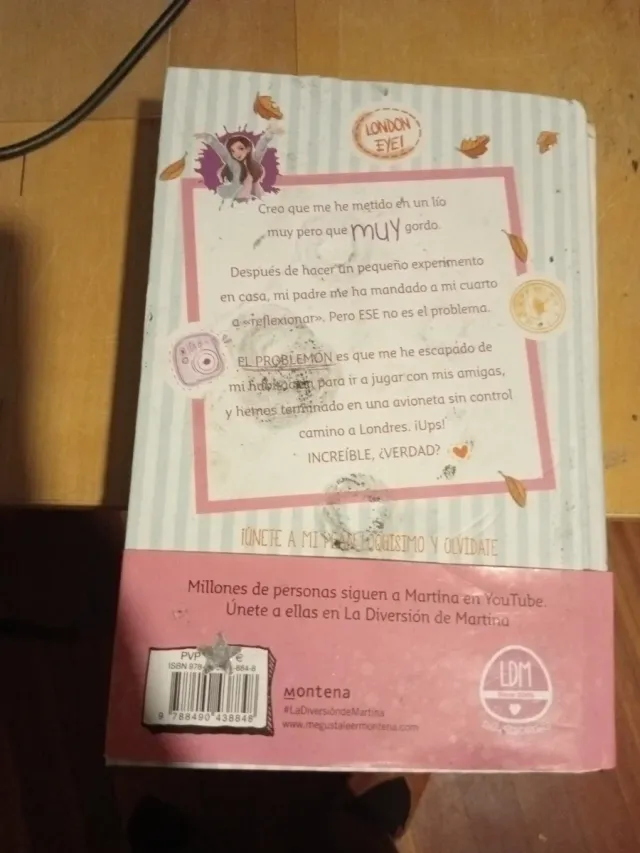 LONDON
EYE!
Creo que me he metido en un lío
muy pero que MUY gordo.
Después de hacer un pequeño experimento
en casa, mi padre me ha mandado a mi cuarto
a «reflexionar». Pero ESE no es el problema.
EL PROBLEMÓN es que me he escapado de
mi habitación para ir a jugar con mis amigas,
y hemos terminado en una avioneta sin control
camino a Londres. ¡Ups!
INCREÍBLE, ¿VERDAD?
¡ÚNETE A MI Y OLVÍDATE
Millones de personas siguen a Martina en YouTube.
Únete a ellas en La Diversión de Martina
PVP €
ISBN 978- -884-8
9 788490 438848
Montena
#LaDiversióndeMartina
www.megustaleermontena.com
LDM